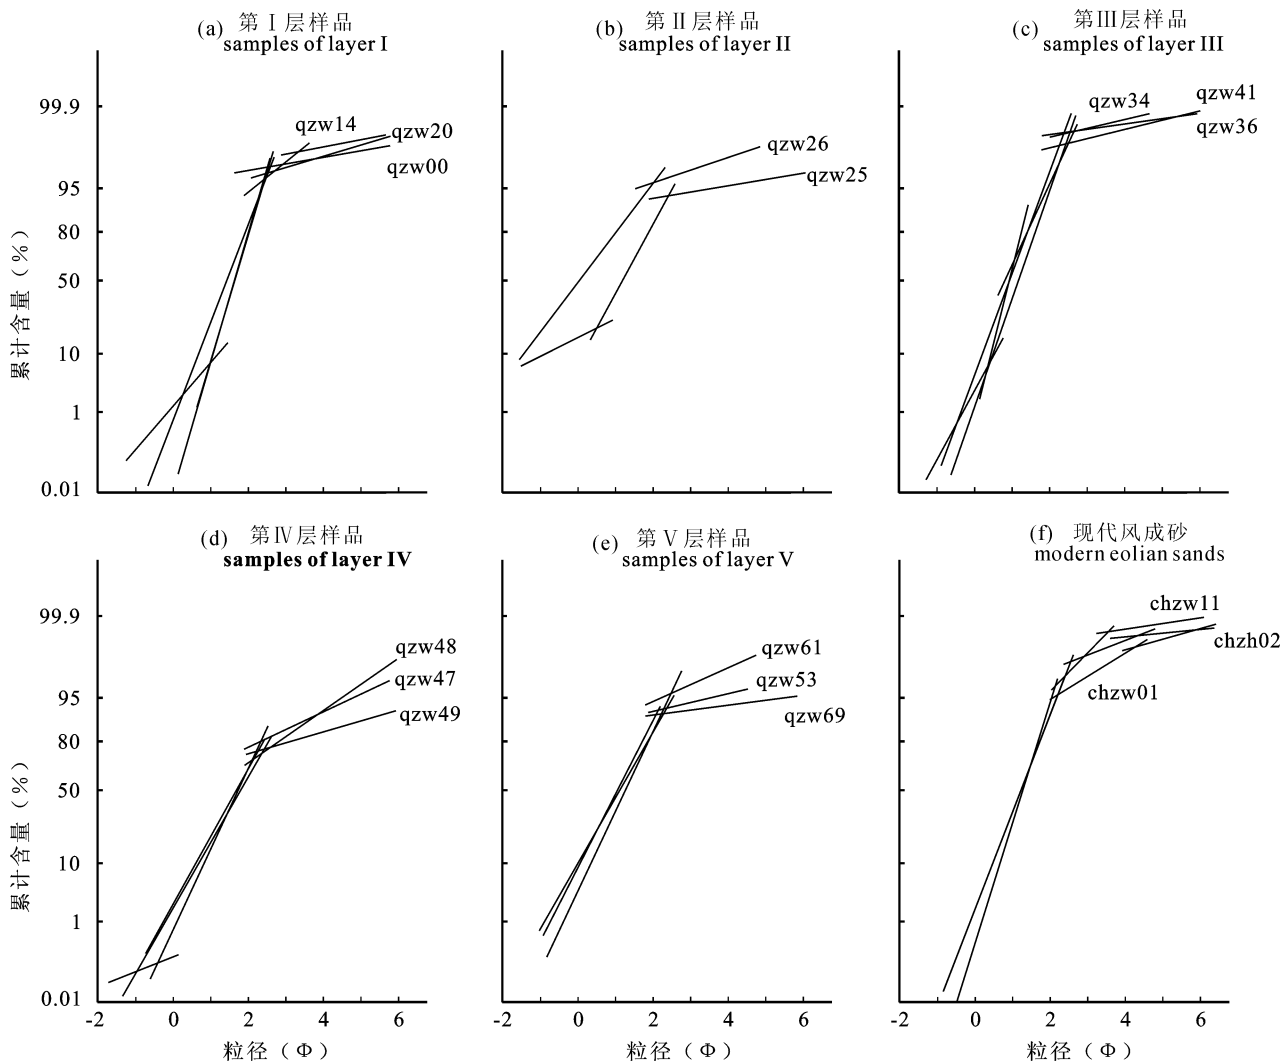 (a) 第Ⅰ层样品
samples of layer I
(b) 第Ⅱ层样品
samples of layer II
(c) 第Ⅲ层样品
samples of layer III
99.9
95
80
50
10
1
0.01
累计含量(%)
qzw14
qzw20
qzw00
qzw26
qzw25
qzw34
qzw41
qzw36
(d) 第Ⅳ层样品
samples of layer IV
(e) 第Ⅴ层样品
samples of layer V
(f) 现代风成砂
modern eolian sands
99.9
95
80
50
10
1
0.01
累计含量(%)
qzw48
qzw47
qzw49
qzw61
qzw53
qzw69
chzw11
chzh02
chzw01
-2 0 2 4 6
-2 0 2 4 6
-2 0 2 4 6
粒径(Φ)
粒径(Φ)
粒径(Φ)